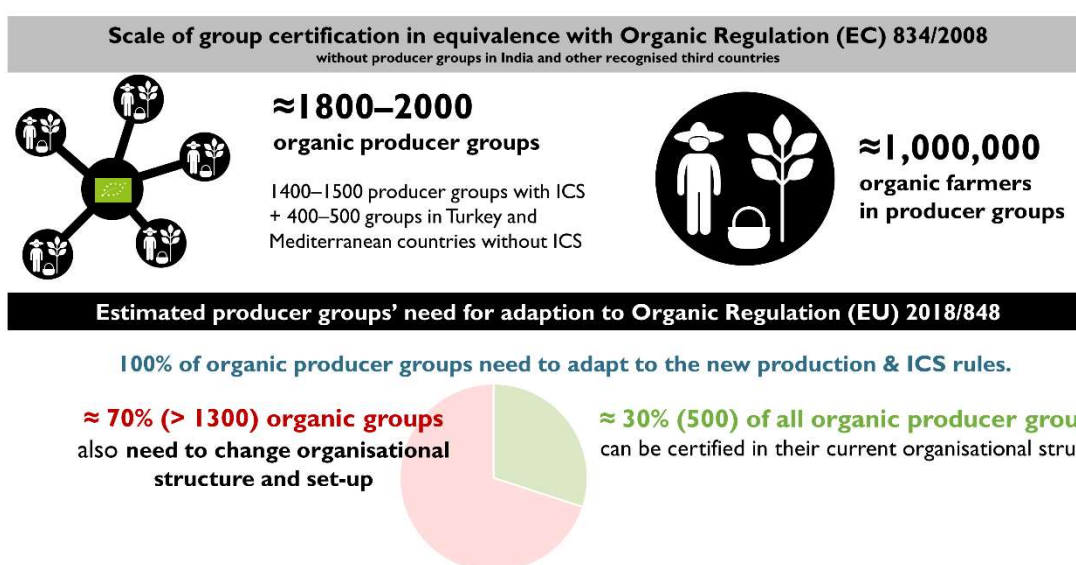 Scale of group certification in equivalence with Organic Regulation (EC) 834/2008
without producer groups in India and other recognised third countries
≈1800–2000
organic producer groups
1400–1500 producer groups with ICS
+ 400–500 groups in Turkey and
Mediterranean countries without ICS
≈1,000,000
organic farmers
in producer groups
Estimated producer groups’ need for adaption to Organic Regulation (EU) 2018/848
100% of organic producer groups need to adapt to the new production & ICS rules.
≈ 70% (> 1300) organic groups
also need to change organisational
structure and set-up
≈ 30% (500) of all organic producer
can be certified in their current organisational